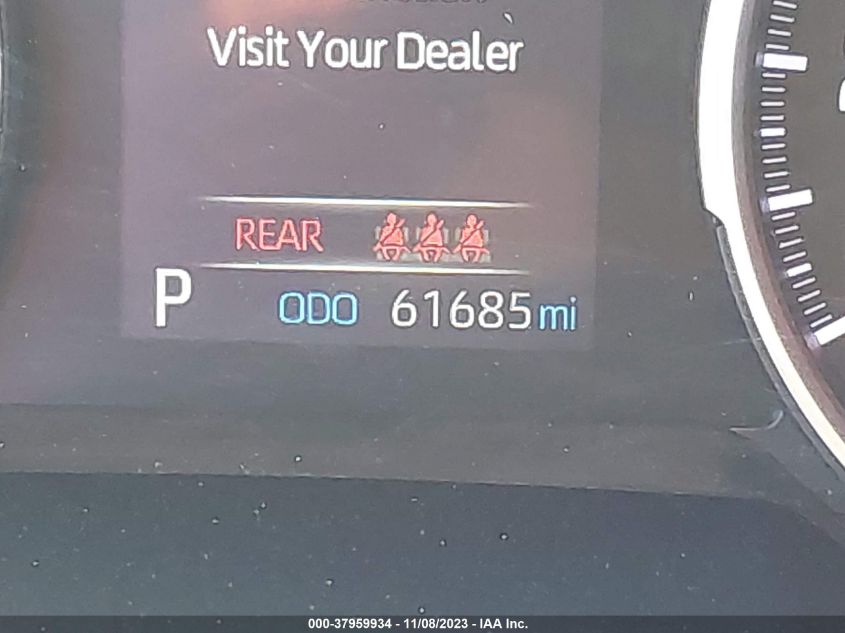 Visit Your Dealer
REAR
P ODO 61685 mi
000-37959934 - 11/08/2023 - IAA Inc.